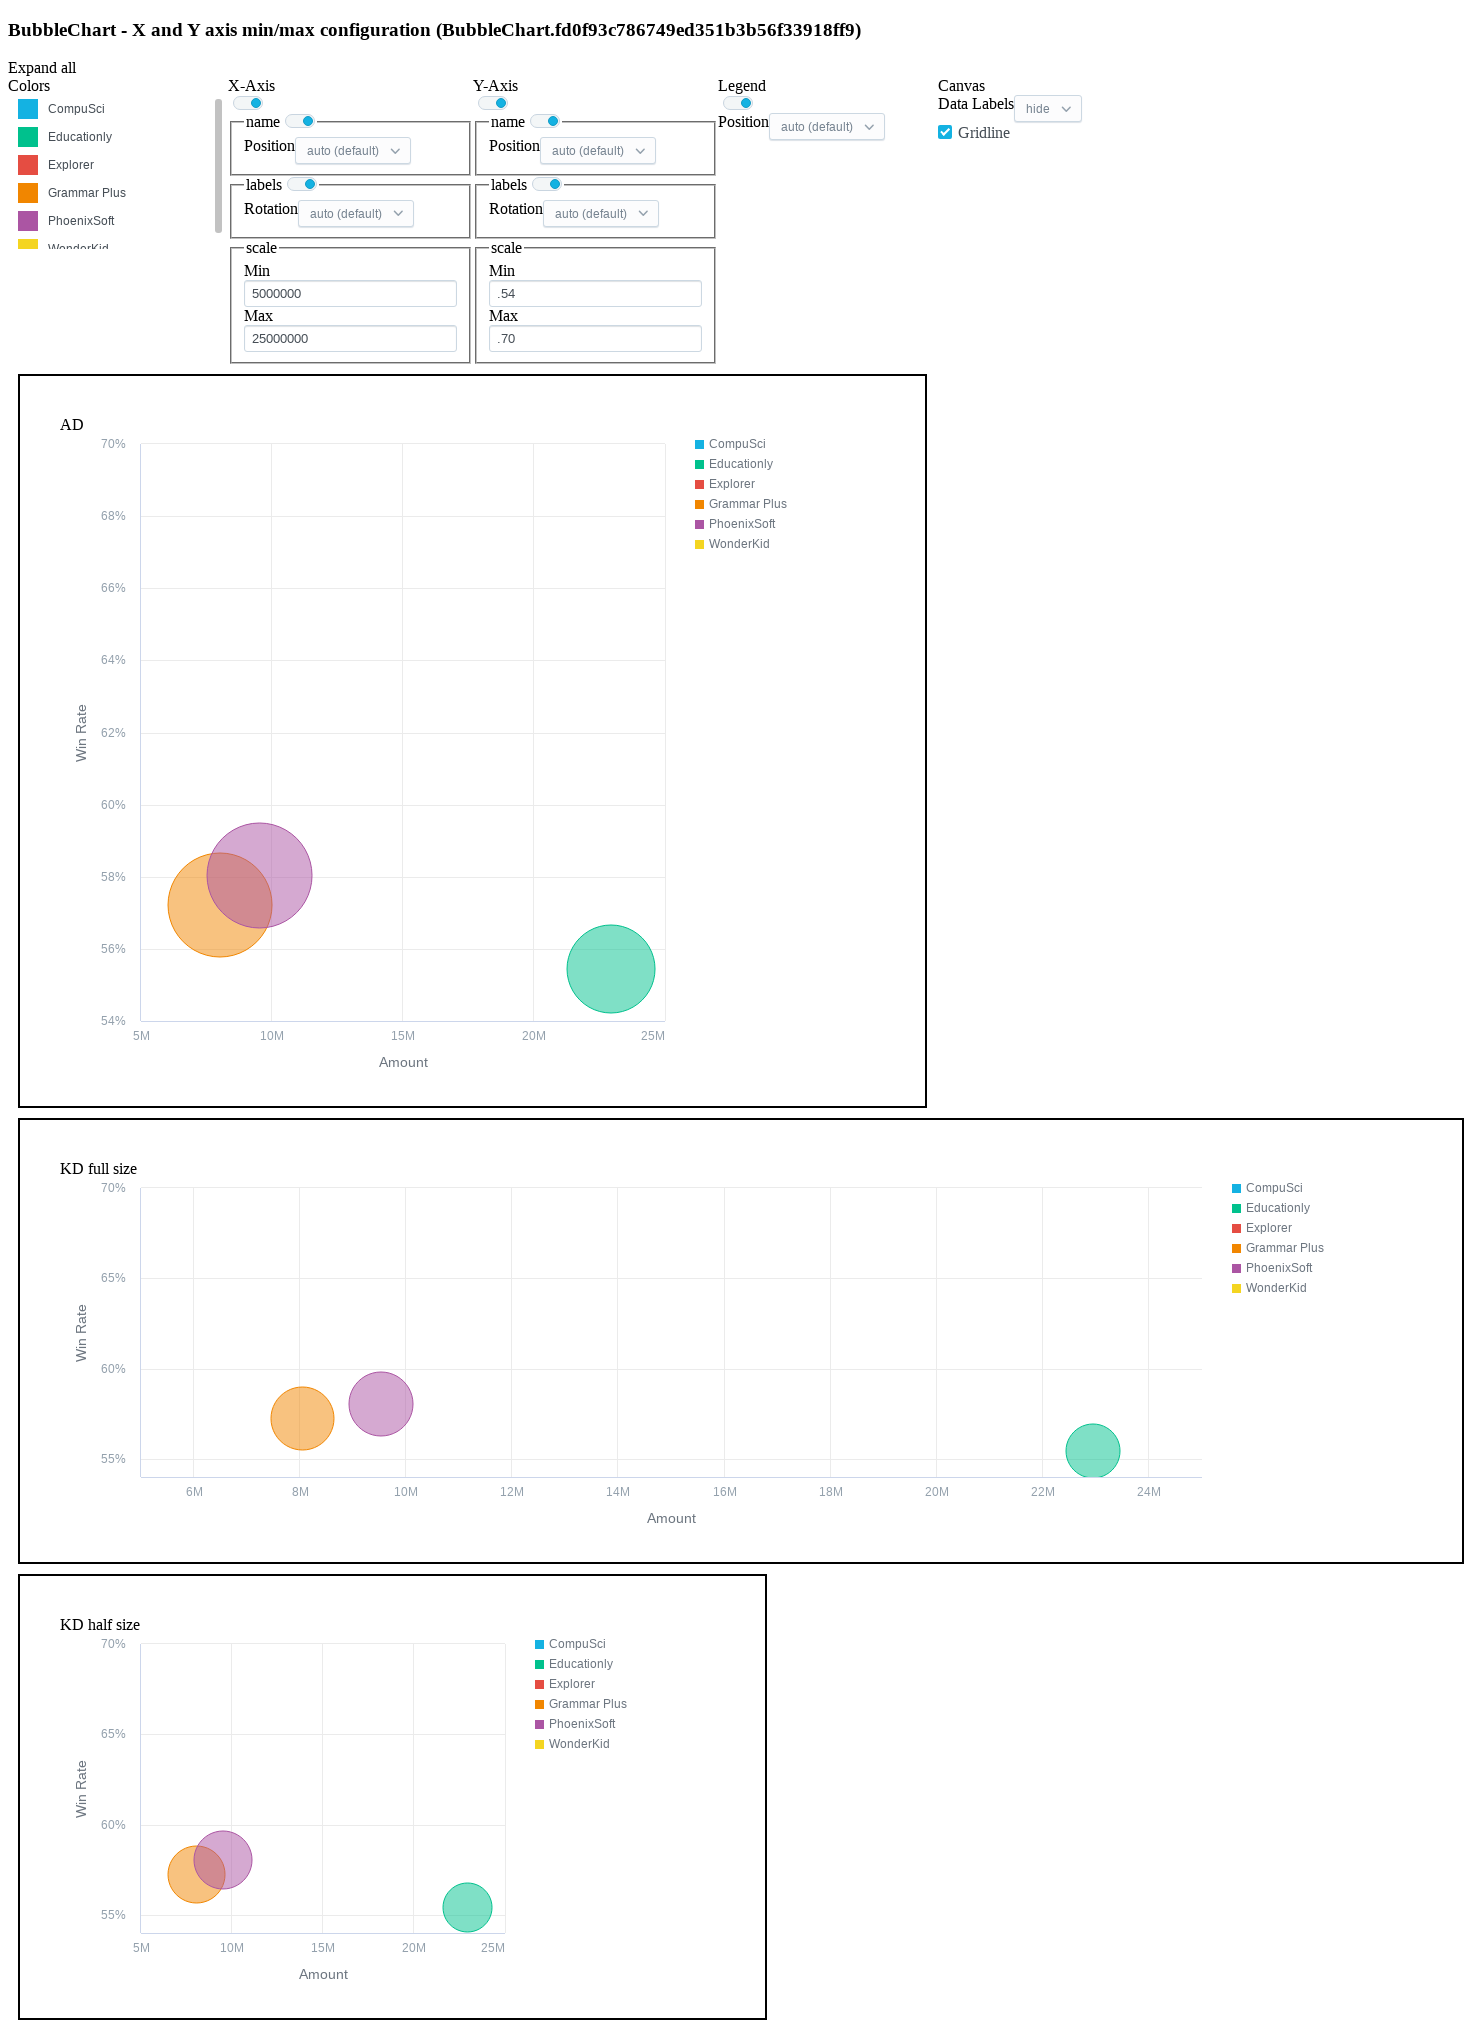 BubbleChart - X and Y axis min/max configuration (BubbleChart.fd0f93c786749ed351b3b56f33918ff9)
Expand all
Colors
CompuSci
Educationly
Explorer
Grammar Plus
PhoenixSoft
WonderKid
X-Axis
name
Position auto (default)
labels
Rotation auto (default)
scale
Min
5000000
Max
25000000
Y-Axis
name
Position auto (default)
labels
Rotation auto (default)
scale
Min
.54
Max
.70
Legend
Position auto (default)
Canvas
Data Labels hide
Gridline
AD
70%
68%
66%
64%
62%
60%
58%
56%
54%
Win Rate
5M 10M 15M 20M 25M
Amount
CompuSci
Educationly
Explorer
Grammar Plus
PhoenixSoft
WonderKid
KD full size
70%
65%
60%
55%
Win Rate
6M 8M 10M 12M 14M 16M 18M 20M 22M 24M
Amount
CompuSci
Educationly
Explorer
Grammar Plus
PhoenixSoft
WonderKid
KD half size
70%
65%
60%
55%
Win Rate
5M 10M 15M 20M 25M
Amount
CompuSci
Educationly
Explorer
Grammar Plus
PhoenixSoft
WonderKid